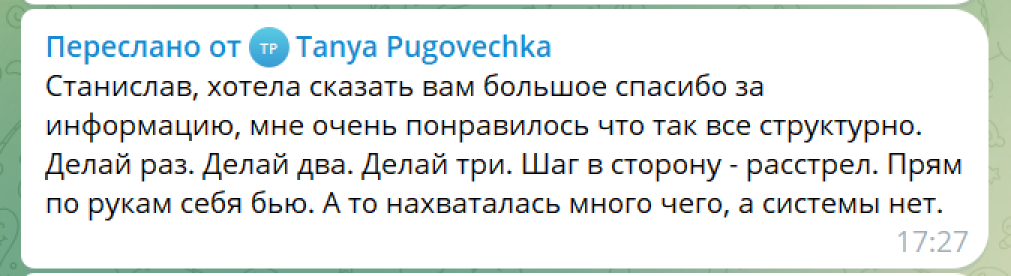 Переслано от TP Tanya Pugovechka
Станислав, хотела сказать вам большое спасибо за
информацию, мне очень понравилось что так все структурно.
Делай раз. Делай два. Делай три. Шаг в сторону - расстрел. Прям
по рукам себя бью. А то нахваталась много чего, а системы нет.
17:27